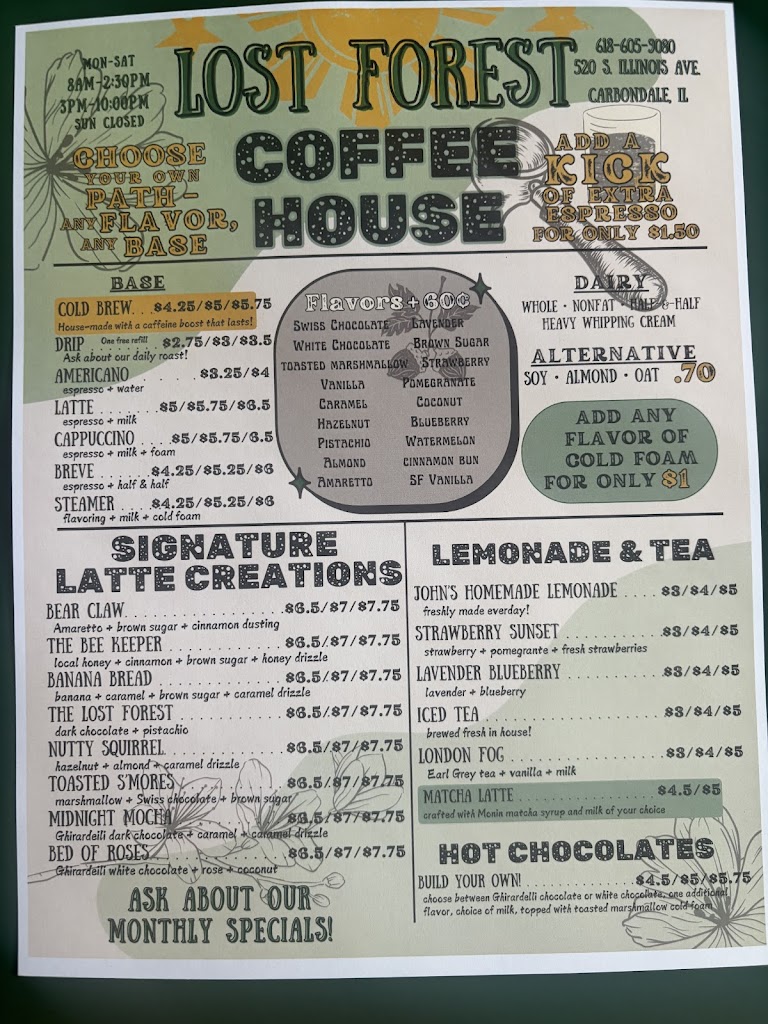 MON-SAT
8AM-2:30PM
3PM-10:00PM
SUN CLOSED
LOST FOREST
COFFEE
HOUSE
618-605-9080
520 S. ILLINOIS AVE.
CARBONDALE, IL
CHOOSE
YOUR OWN
PATH-
ANY FLAVOR,
ANY BASE
ADD A
KICK
OF EXTRA
ESPRESSO
FOR ONLY $1.50
BASE
COLD BREW. . . $4.25/$5/$5.75
House-made with a caffeine boost that lasts!
DRIP One free refill . . $2.75/$3/$3.5
Ask about our daily roast!
AMERICANO . . . . . . $3.25/$4
espresso + water
LATTE . . . . . . . $5/$5.75/$6.5
espresso + milk
CAPPUCCINO . . . $5/$5.75/6.5
espresso + milk + foam
BREVE . . . . . $4.25/$5.25/$6
espresso + half & half
STEAMER . . . . $4.25/$5.25/$6
flavoring + milk + cold foam
Flavors + 60¢
SWISS CHOCOLATE LAVENDER
WHITE CHOCOLATE BROWN SUGAR
TOASTED MARSHMALLOW STRAWBERRY
VANILLA POMEGRANATE
CARAMEL COCONUT
HAZELNUT BLUEBERRY
PISTACHIO WATERMELON
ALMOND CINNAMON BUN
AMARETTO SF VANILLA
DAIRY
WHOLE • NONFAT • HALF & HALF
HEAVY WHIPPING CREAM
ALTERNATIVE
SOY • ALMOND • OAT .70
ADD ANY
FLAVOR OF
COLD FOAM
FOR ONLY $1
SIGNATURE
LATTE CREATIONS
BEAR CLAW. . . . . . . . . . . . . . . $6.5/$7/$7.75
Amaretto + brown sugar + cinnamon dusting
THE BEE KEEPER . . . . . . . . . . . $6.5/$7/$7.75
local honey + cinnamon + brown sugar + honey drizzle
BANANA BREAD . . . . . . . . . . . . $6.5/$7/$7.75
banana + caramel + brown sugar + caramel drizzle
THE LOST FOREST . . . . . . . . . . $6.5/$7/$7.75
dark chocolate + pistachio
NUTTY SQUIRREL. . . . . . . . . . . $6.5/$7/$7.75
hazelnut + almond + caramel drizzle
TOASTED S'MORES . . . . . . . . . . $6.5/$7/$7.75
marshmallow + Swiss chocolate + brown sugar
MIDNIGHT MOCHA . . . . . . . . . . $6.5/$7/$7.75
Ghirardeili dark chocolate + caramel + caramel drizzle
BED OF ROSES. . . . . . . . . . . . . $6.5/$7/$7.75
Ghirardeili white chocolate + rose + coconut
ASK ABOUT OUR
MONTHLY SPECIALS!
LEMONADE & TEA
JOHN'S HOMEMADE LEMONADE . . . . $3/$4/$5
freshly made everday!
STRAWBERRY SUNSET . . . . . . . . . . $3/$4/$5
strawberry + pomegrante + fresh strawberries
LAVENDER BLUEBERRY . . . . . . . . . $3/$4/$5
lavender + blueberry
ICED TEA . . . . . . . . . . . . . . . . . . $3/$4/$5
brewed fresh in house!
LONDON FOG . . . . . . . . . . . . . . . $3/$4/$5
Earl Grey tea + vanilla + milk
MATCHA LATTE . . . . . . . . . . . . . . $4.5/$5
crafted with Monin matcha syrup and milk of your choice
HOT CHOCOLATES
BUILD YOUR OWN! . . . . . . . . . . . $4.5/$5/$5.75
choose between Ghirardelli chocolate or white chocolate, one additional
flavor, choice of milk, topped with toasted marshmallow cold foam